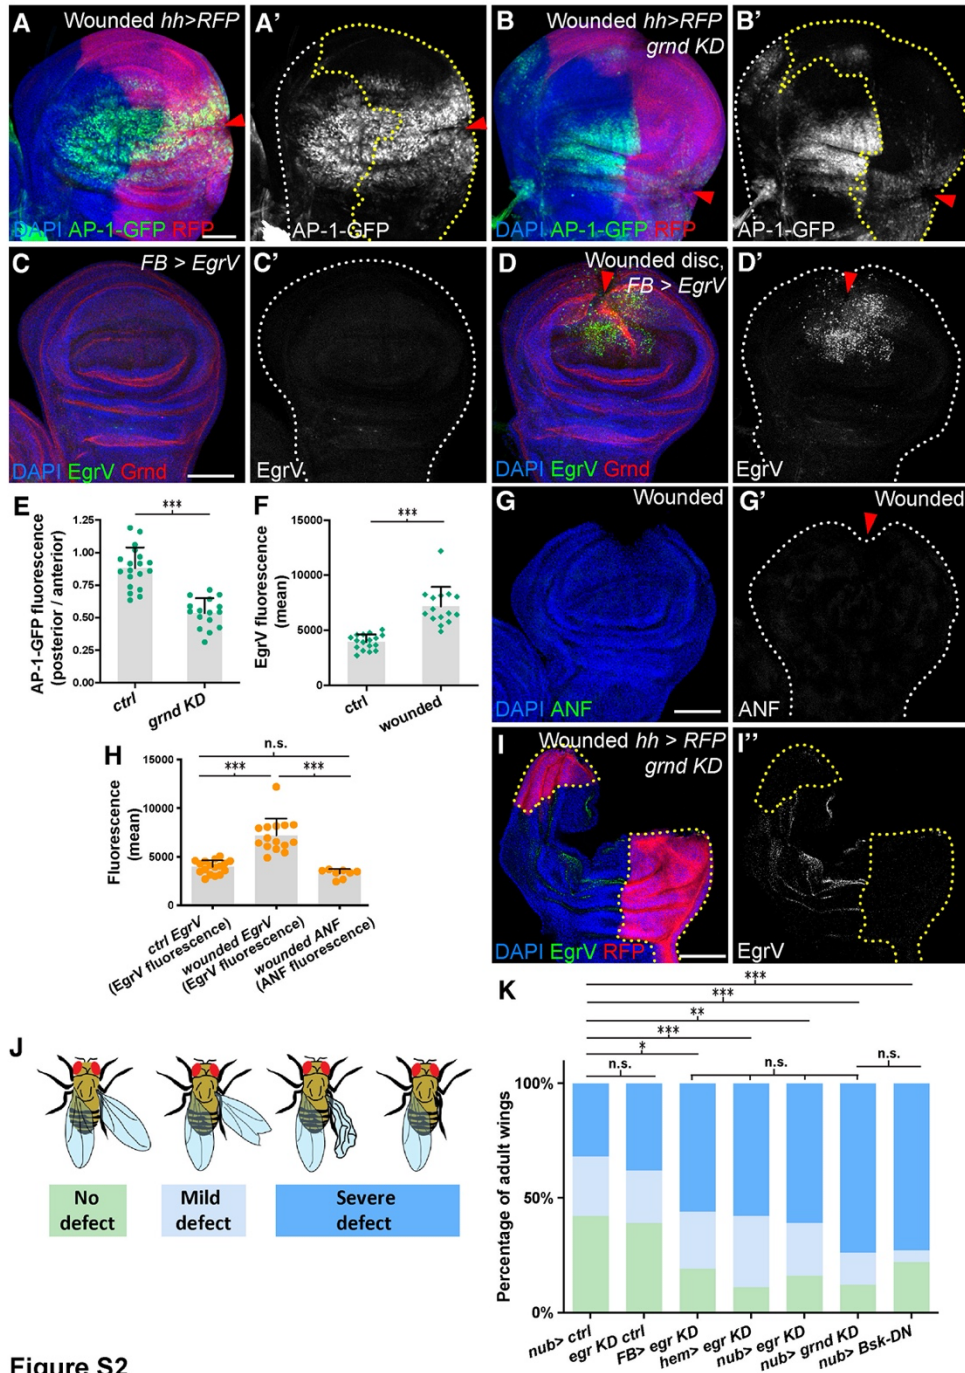 A
Wounded hh>RFP
DAPI AP-1-GFP RFP
A'
AP-1-GFP
B
Wounded hh>RFP
grnd KD
DAPI AP-1-GFP RFP
B'
AP-1-GFP
C
FB > EgrV
DAPI EgrV Grnd
C'
EgrV
D
Wounded disc,
FB > EgrV
DAPI EgrV Grnd
D'
EgrV
E
AP-1-GFP fluorescence
(posterior / anterior)
***
1.25
1.00
0.75
0.50
0.25
0.00
ctrl
grnd KD
F
EgrV fluorescence
(mean)
***
15000
10000
5000
0
ctrl
wounded
G
Wounded
DAPI ANF
G'
Wounded
ANF
H
Fluorescence
(mean)
n.s.
***
***
15000
10000
5000
0
ctrl EgrV
(EgrV fluorescence)
wounded EgrV
(EgrV fluorescence)
wounded ANF
(ANF fluorescence)
I
Wounded hh > RFP
grnd KD
DAPI EgrV RFP
I''
EgrV
J
No
defect
Mild
defect
Severe
defect
K
***
***
**
***
*
n.s.
n.s.
n.s.
Percentage of adult wings
100%
50%
0%
nub> ctrl
egr KD ctrl
FB> egr KD
hem> egr KD
nub> egr KD
nub> grnd KD
nub> Bsk-DN
Figure S2